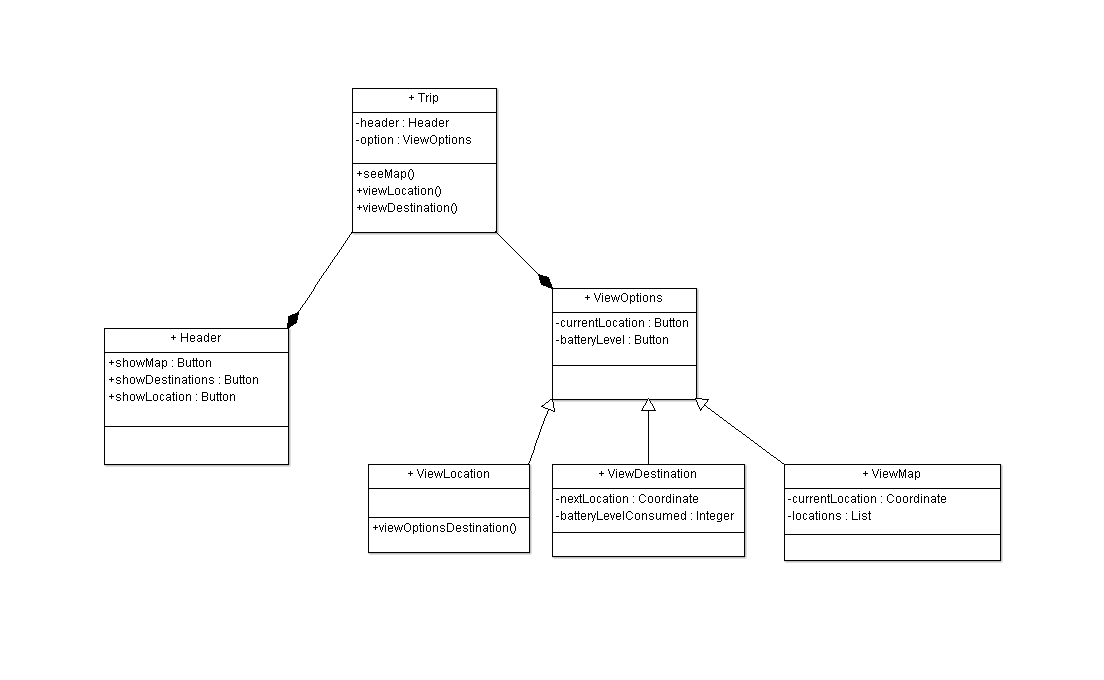 + Trip
-header : Header
-option : ViewOptions
+seeMap()
+viewLocation()
+viewDestination()
+ ViewOptions
-currentLocation : Button
-batteryLevel : Button
+ Header
+showMap : Button
+showDestinations : Button
+showLocation : Button
+ ViewLocation
+viewOptionsDestination()
+ ViewDestination
-nextLocation : Coordinate
-batteryLevelConsumed : Integer
+ ViewMap
-currentLocation : Coordinate
-locations : List